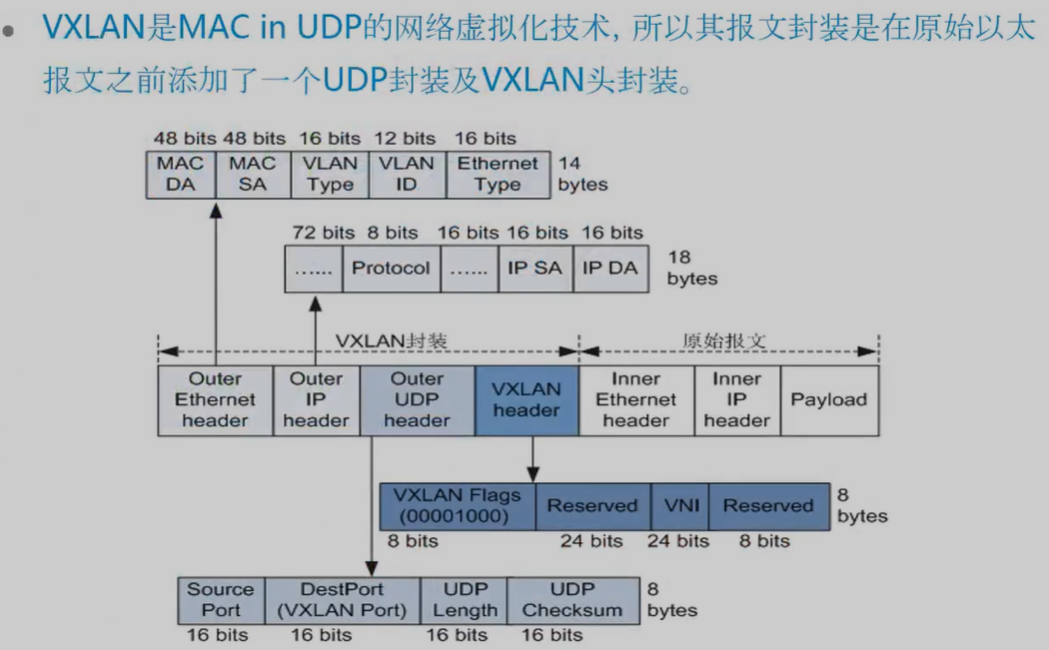 • VXLAN是MAC in UDP的网络虚拟化技术, 所以其报文封装是在原始以太
报文之前添加了一个UDP封装及VXLAN头封装。
48 bits 48 bits 16 bits 12 bits 16 bits
MAC DA MAC SA VLAN Type VLAN ID Ethernet Type 14 bytes
72 bits 8 bits 16 bits 16 bits 16 bits
...... Protocol ...... IP SA IP DA 18 bytes
VXLAN封装 原始报文
Outer Ethernet header Outer IP header Outer UDP header VXLAN header Inner Ethernet header Inner IP header Payload
VXLAN Flags (00001000) Reserved VNI Reserved 8 bytes
8 bits 24 bits 24 bits 8 bits
Source Port DestPort (VXLAN Port) UDP Length UDP Checksum 8 bytes
16 bits 16 bits 16 bits 16 bits